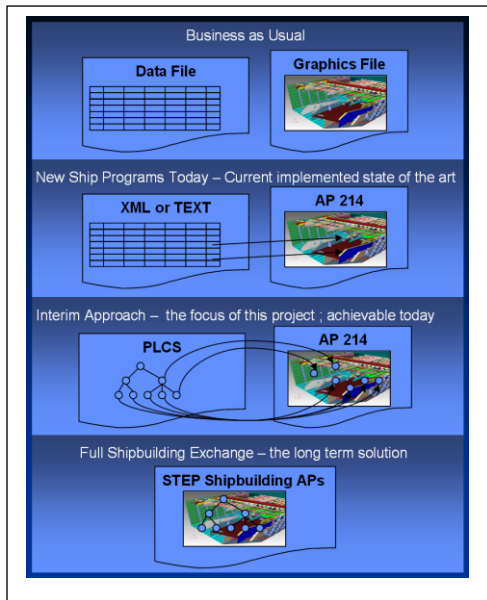 Business as Usual
Data File
Graphics File
New Ship Programs Today – Current implemented state of the art
XML or TEXT
AP 214
Interim Approach – the focus of this project ; achievable today
PLCS
AP 214
Full Shipbuilding Exchange – the long term solution
STEP Shipbuilding APs